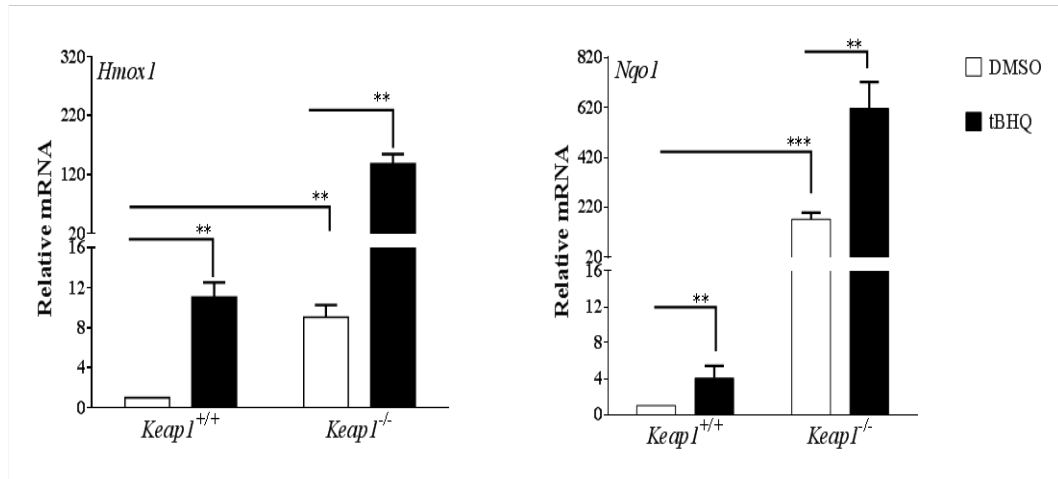 Hmox1
Relative mRNA
320
220
120
20
16
12
8
4
0
**
**
**
Keap1+/+
Keap1-/-
Nqo1
Relative mRNA
820
620
420
220
20
16
12
8
4
0
**
***
**
Keap1+/+
Keap1-/-
DMSO
tBHQ